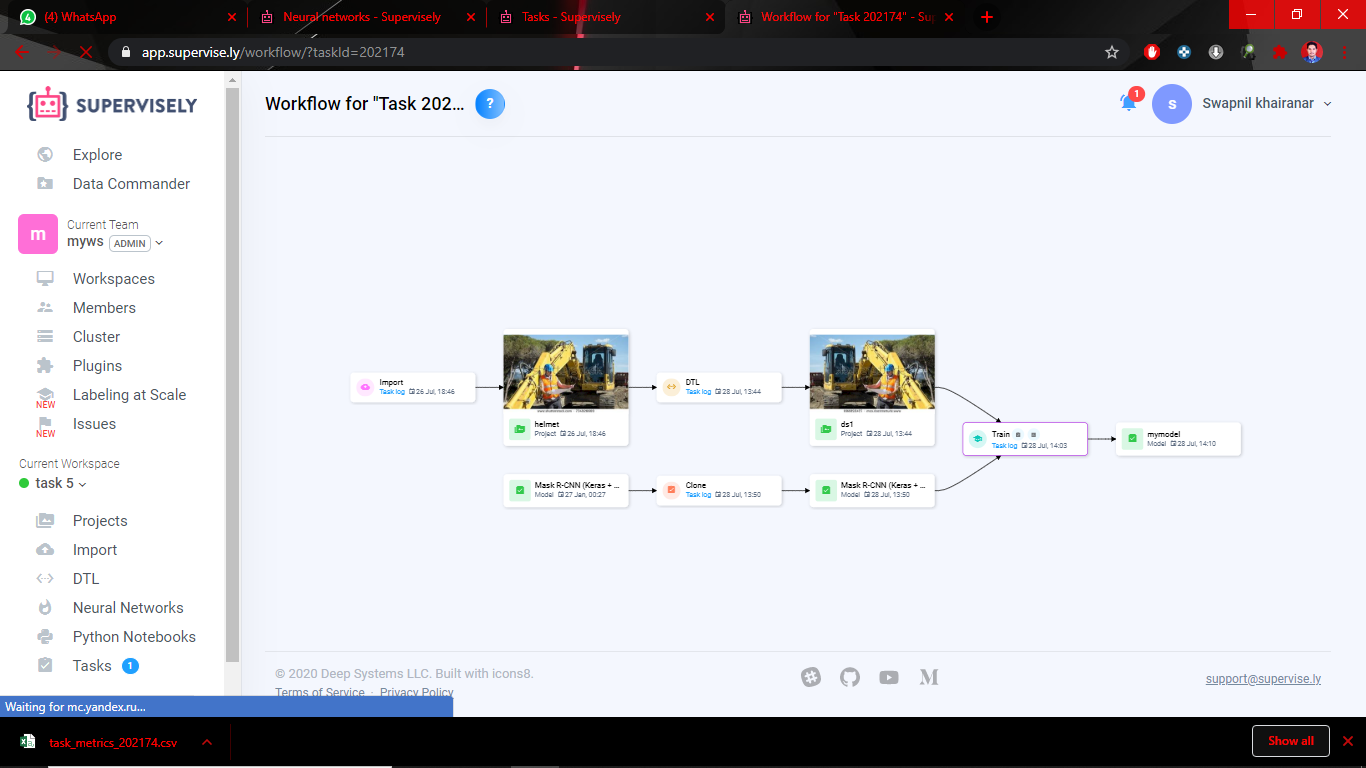 (4) WhatsApp
Neural networks - Supervisely
Tasks - Supervisely
Workflow for "Task 202174" - Sup
app.supervise.ly/workflow/?taskId=202174
SUPERVISELY
Workflow for "Task 202...
?
1
s
Swapnil khairanar
Explore
Data Commander
m
Current Team
myws ADMIN
Workspaces
Members
Cluster
Plugins
Labeling at Scale
NEW
Issues
NEW
Current Workspace
task 5
Projects
Import
DTL
Neural Networks
Python Notebooks
Tasks 1
Import
Task log 26 Jul, 18:46
helmet
Project 26 Jul, 18:46
DTL
Task log 28 Jul, 13:44
ds1
Project 28 Jul, 13:44
Train
Task log 28 Jul, 14:03
mymodel
Model 28 Jul, 14:10
Mask R-CNN (Keras + ...
Model 27 Jan, 00:27
Clone
Task log 28 Jul, 13:50
Mask R-CNN (Keras + ...
Model 28 Jul, 13:50
© 2020 Deep Systems LLC. Built with icons8.
Terms of Service · Privacy Policy
support@supervise.ly
Waiting for mc.yandex.ru...
task_metrics_202174.csv
Show all